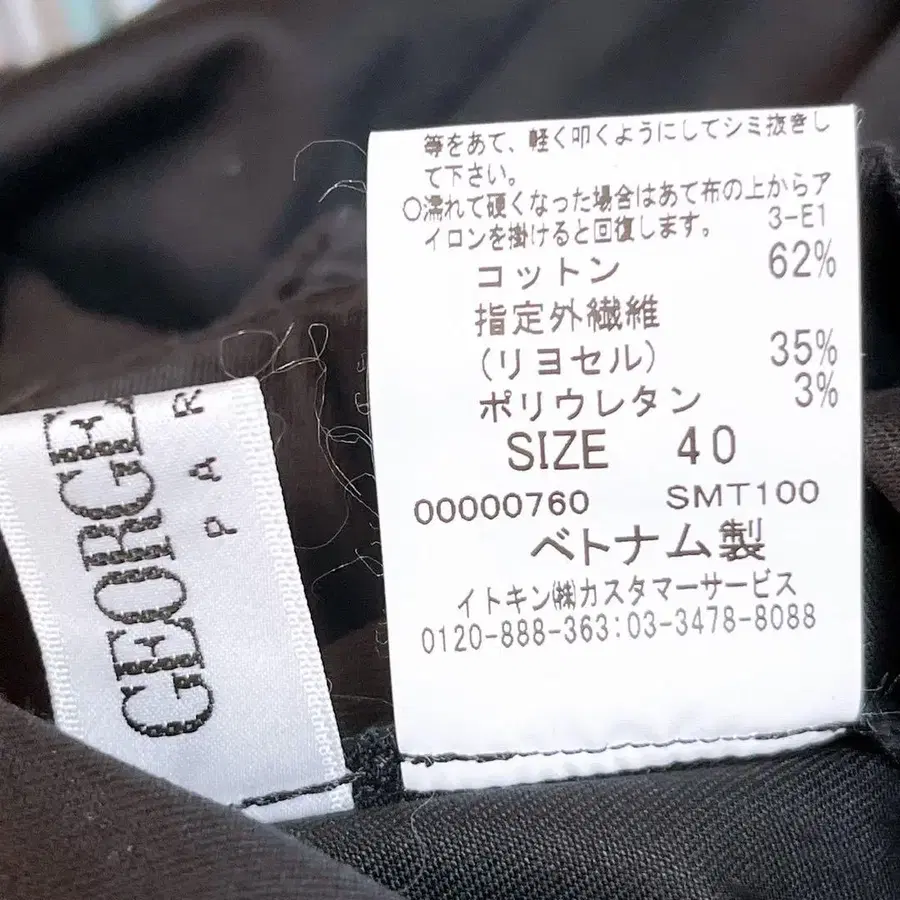 等をあて、軽く叩くようにしてシミ抜きし
て下さい。
○濡れて硬くなった場合はあて布の上からア
イロンを掛けると回復します。 3-E1
コットン 62%
指定外繊維
(リヨセル) 35%
ポリウレタン 3%
SIZE 40
00000760 SMT100
ベトナム製
イトキン㈱カスタマーサービス
0120-888-363:03-3478-8088
GEORGE
PAR